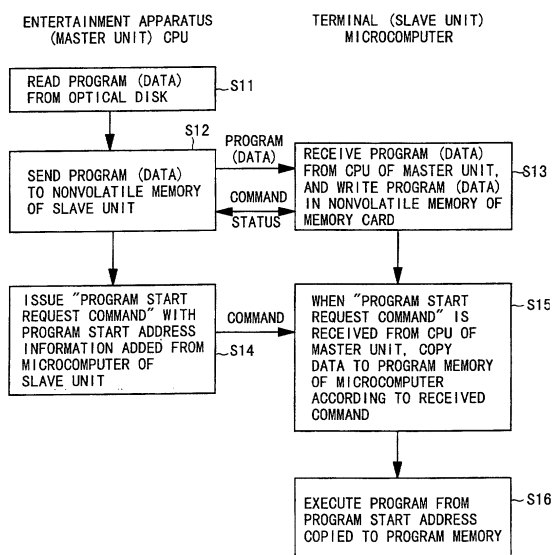 ENTERTAINMENT APPARATUS
(MASTER UNIT) CPU
TERMINAL (SLAVE UNIT)
MICROCOMPUTER
READ PROGRAM (DATA)
FROM OPTICAL DISK
S11
S12
SEND PROGRAM (DATA)
TO NONVOLATILE MEMORY
OF SLAVE UNIT
PROGRAM
(DATA)
COMMAND
STATUS
RECEIVE PROGRAM (DATA)
FROM CPU OF MASTER UNIT,
AND WRITE PROGRAM (DATA)
IN NONVOLATILE MEMORY OF
MEMORY CARD
S13
ISSUE "PROGRAM START
REQUEST COMMAND" WITH
PROGRAM START ADDRESS
INFORMATION ADDED FROM
MICROCOMPUTER OF
SLAVE UNIT
S14
COMMAND
WHEN "PROGRAM START
REQUEST COMMAND" IS
RECEIVED FROM CPU OF
MASTER UNIT, COPY
DATA TO PROGRAM MEMORY
OF MICROCOMPUTER
ACCORDING TO RECEIVED
COMMAND
S15
EXECUTE PROGRAM FROM
PROGRAM START ADDRESS
COPIED TO PROGRAM MEMORY
S16